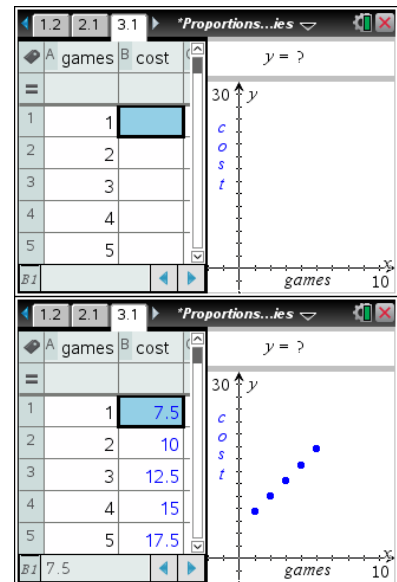 1.2 2.1 3.1 *Proportions...ies
A games B cost
y = ?
=
30 y
1 1
cost
2 2
3 3
4 4
5 5
x
games 10
B1
1.2 2.1 3.1 *Proportions...ies
A games B cost
y = ?
=
30 y
1 1 7.5
cost
2 2 10
3 3 12.5
4 4 15
5 5 17.5
x
games 10
B1 7.5